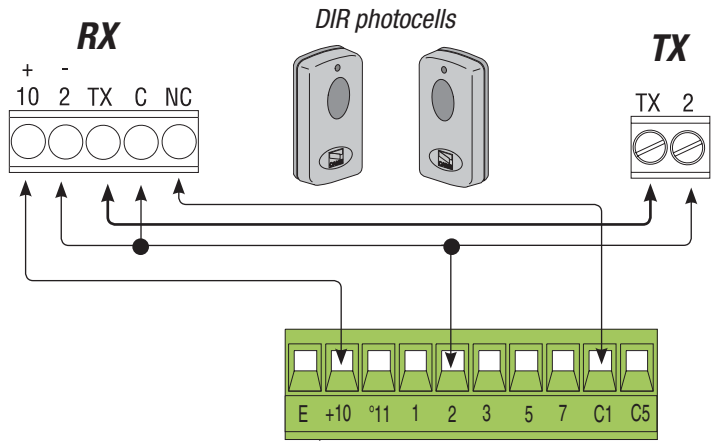 DIR photocells
RX
TX
+ -
10 2 TX C NC
TX 2
E +10 °11 1 2 3 5 7 C1 C5